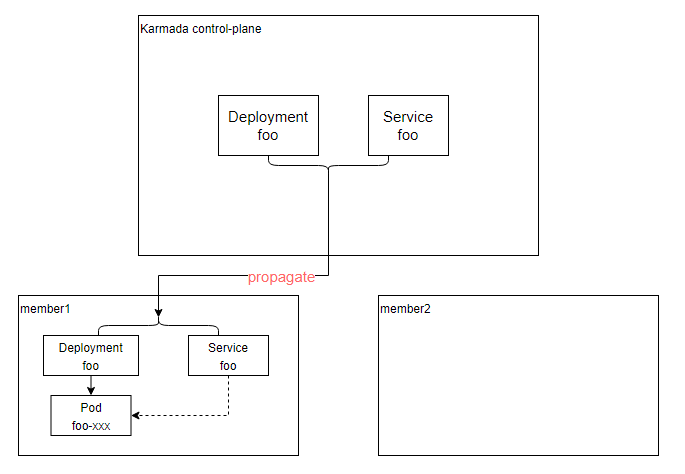 Karmada control-plane
Deployment
foo
Service
foo
propagate
member1
member2
Deployment
foo
Service
foo
Pod
foo-xxx